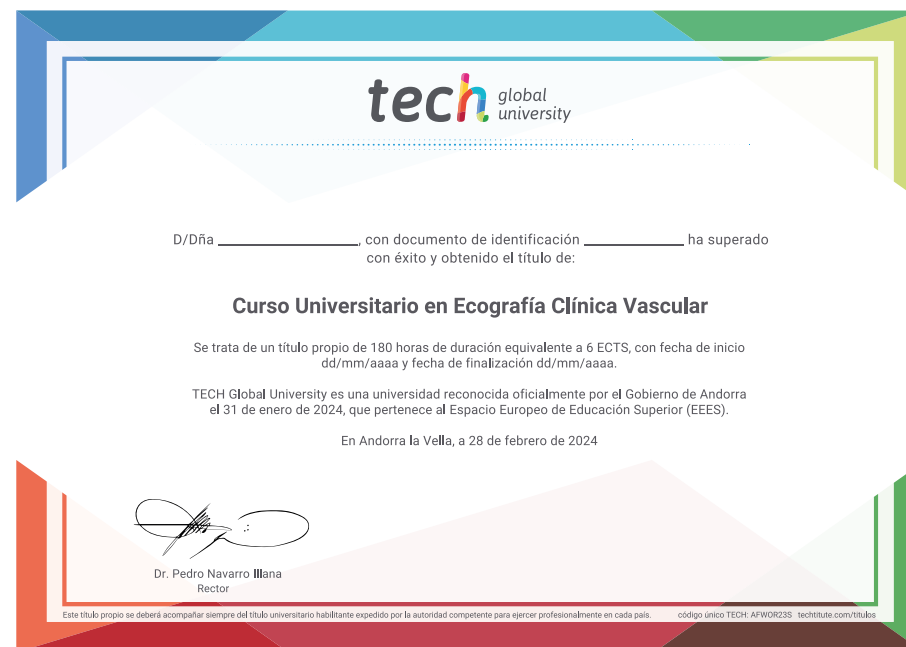 tech global university
D/Dña ____________________, con documento de identificación ______________ ha superado
con éxito y obtenido el título de:
Curso Universitario en Ecografía Clínica Vascular
Se trata de un título propio de 180 horas de duración equivalente a 6 ECTS, con fecha de inicio
dd/mm/aaaa y fecha de finalización dd/mm/aaaa.
TECH Global University es una universidad reconocida oficialmente por el Gobierno de Andorra
el 31 de enero de 2024, que pertenece al Espacio Europeo de Educación Superior (EEES).
En Andorra la Vella, a 28 de febrero de 2024
Dr. Pedro Navarro Illana
Rector
Este título propio se deberá acompañar siempre del título universitario habilitante expedido por la autoridad competente para ejercer profesionalmente en cada país. código único TECH: AFWOR23S techtitute.com/titulos